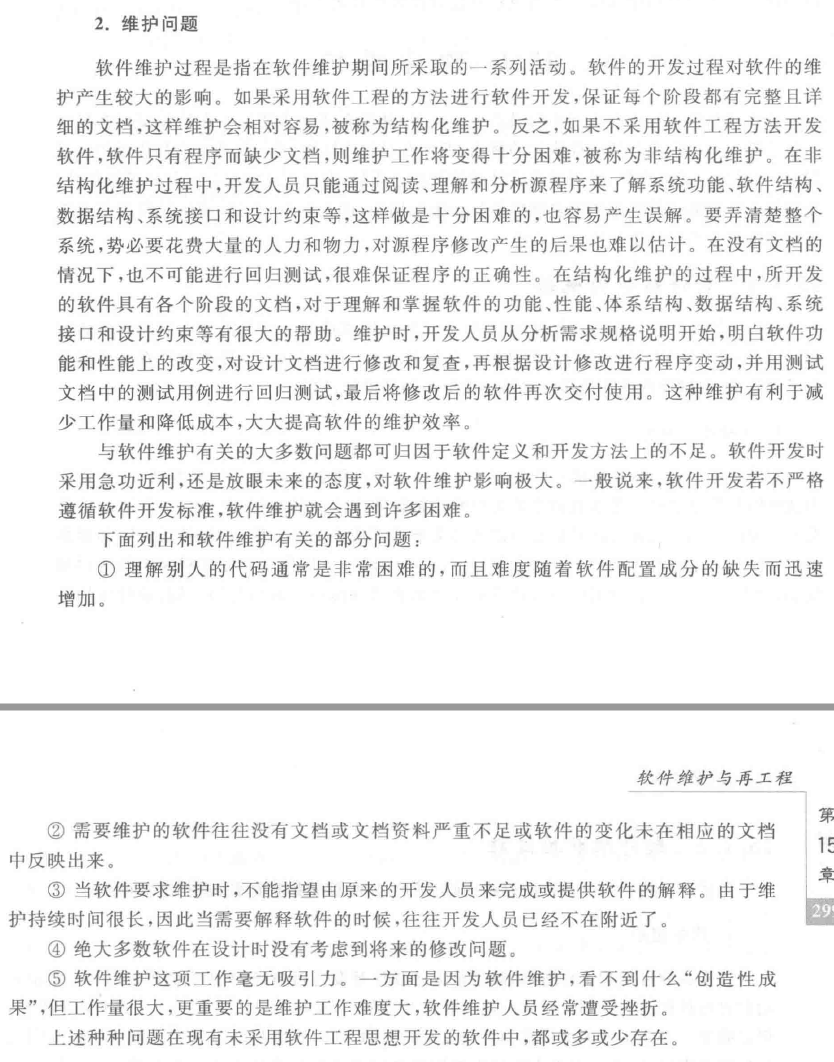 2. 维护问题
软件维护过程是指在软件维护期间所采取的一系列活动。软件的开发过程对软件的维
护产生较大的影响。如果采用软件工程的方法进行软件开发,保证每个阶段都有完整且详
细的文档,这样维护会相对容易,被称为结构化维护。反之,如果不采用软件工程方法开发
软件,软件只有程序而缺少文档,则维护工作将变得十分困难,被称为非结构化维护。在非
结构化维护过程中,开发人员只能通过阅读、理解和分析源程序来了解系统功能、软件结构、
数据结构、系统接口和设计约束等,这样做是十分困难的,也容易产生误解。要弄清楚整个
系统,势必要花费大量的人力和物力,对源程序修改产生的后果也难以估计。在没有文档的
情况下,也不可能进行回归测试,很难保证程序的正确性。在结构化维护的过程中,所开发
的软件具有各个阶段的文档,对于理解和掌握软件的功能、性能、体系结构、数据结构、系统
接口和设计约束等有很大的帮助。维护时,开发人员从分析需求规格说明开始,明白软件功
能和性能上的改变,对设计文档进行修改和复查,再根据设计修改进行程序变动,并用测试
文档中的测试用例进行回归测试,最后将修改后的软件再次交付使用。这种维护有利于减
少工作量和降低成本,大大提高软件的维护效率。
与软件维护有关的大多数问题都可归因于软件定义和开发方法上的不足。软件开发时
采用急功近利,还是放眼未来的态度,对软件维护影响极大。一般说来,软件开发若不严格
遵循软件开发标准,软件维护就会遇到许多困难。
下面列出和软件维护有关的部分问题:
① 理解别人的代码通常是非常困难的,而且难度随着软件配置成分的缺失而迅速
增加。
软件维护与再工程
第
15
章
299
② 需要维护的软件往往没有文档或文档资料严重不足或软件的变化未在相应的文档
中反映出来。
③ 当软件要求维护时,不能指望由原来的开发人员来完成或提供软件的解释。由于维
护持续时间很长,因此当需要解释软件的时候,往往开发人员已经不在附近了。
④ 绝大多数软件在设计时没有考虑到将来的修改问题。
⑤ 软件维护这项工作毫无吸引力。一方面是因为软件维护,看不到什么“创造性成
果”,但工作量很大,更重要的是维护工作难度大,软件维护人员经常遭受挫折。
上述种种问题在现有未采用软件工程思想开发的软件中,都或多或少存在。